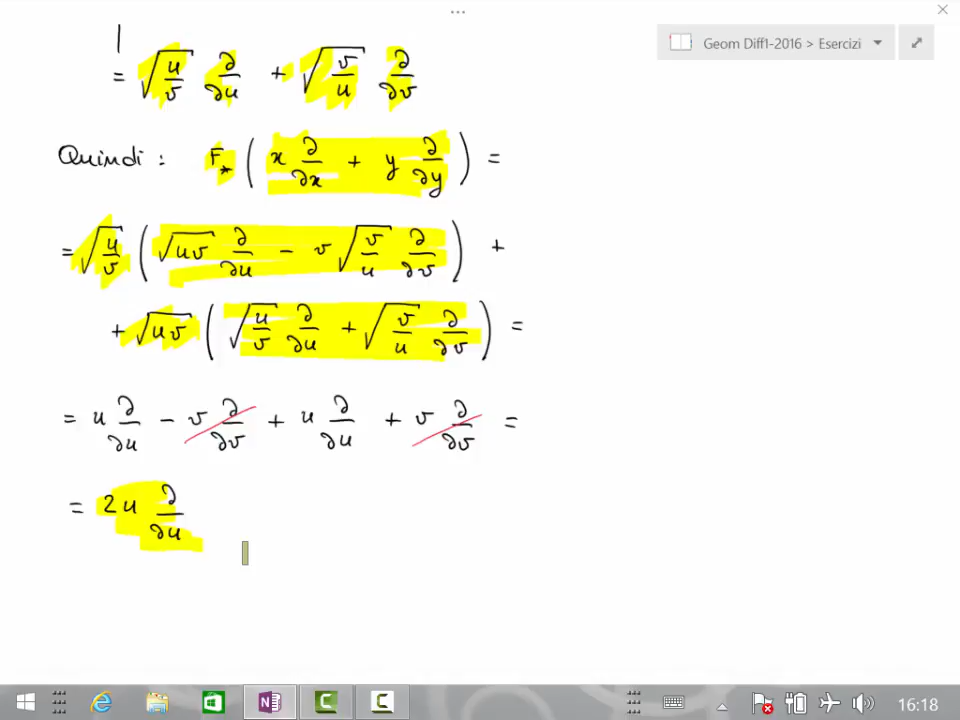 Geom Diff1-2016 > Esercizi
= √(u/v) ∂/∂u + √(v/u) ∂/∂v
Quindi : F⋆ ( x ∂/∂x + y ∂/∂y ) =
= √(u/v) ( √(uv) ∂/∂u − v √(v/u) ∂/∂v ) +
+ √(uv) ( √(u/v) ∂/∂u + √(v/u) ∂/∂v ) =
= u ∂/∂u − v ∂/∂v + u ∂/∂u + v ∂/∂v =
= 2u ∂/∂u
16:18